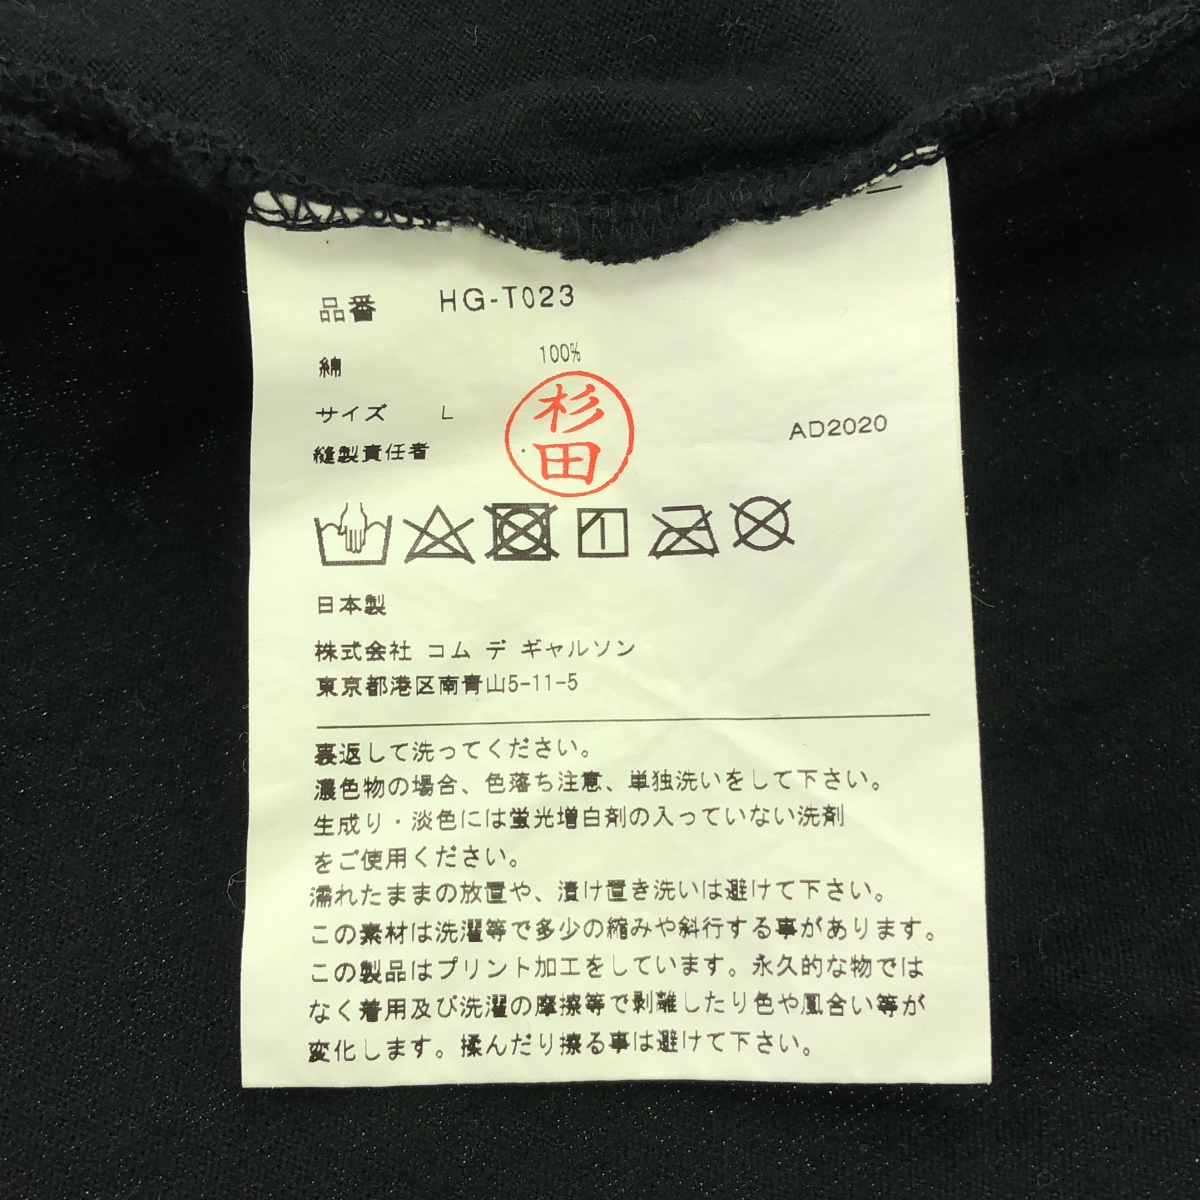 品番 HG-T023
綿 100%
サイズ L
縫製責任者 杉田
AD2020
日本製
株式会社 コム デ ギャルソン
東京都港区南青山5-11-5
裏返して洗ってください。
濃色物の場合、色落ち注意、単独洗いをして下さい。
生成り・淡色には蛍光増白剤の入っていない洗剤
をご使用ください。
濡れたままの放置や、漬け置き洗いは避けて下さい。
この素材は洗濯等で多少の縮みや斜行する事があります。
この製品はプリント加工をしています。永久的な物では
なく着用及び洗濯の摩擦等で剥離したり色や風合い等が
変化します。揉んだり擦る事は避けて下さい。